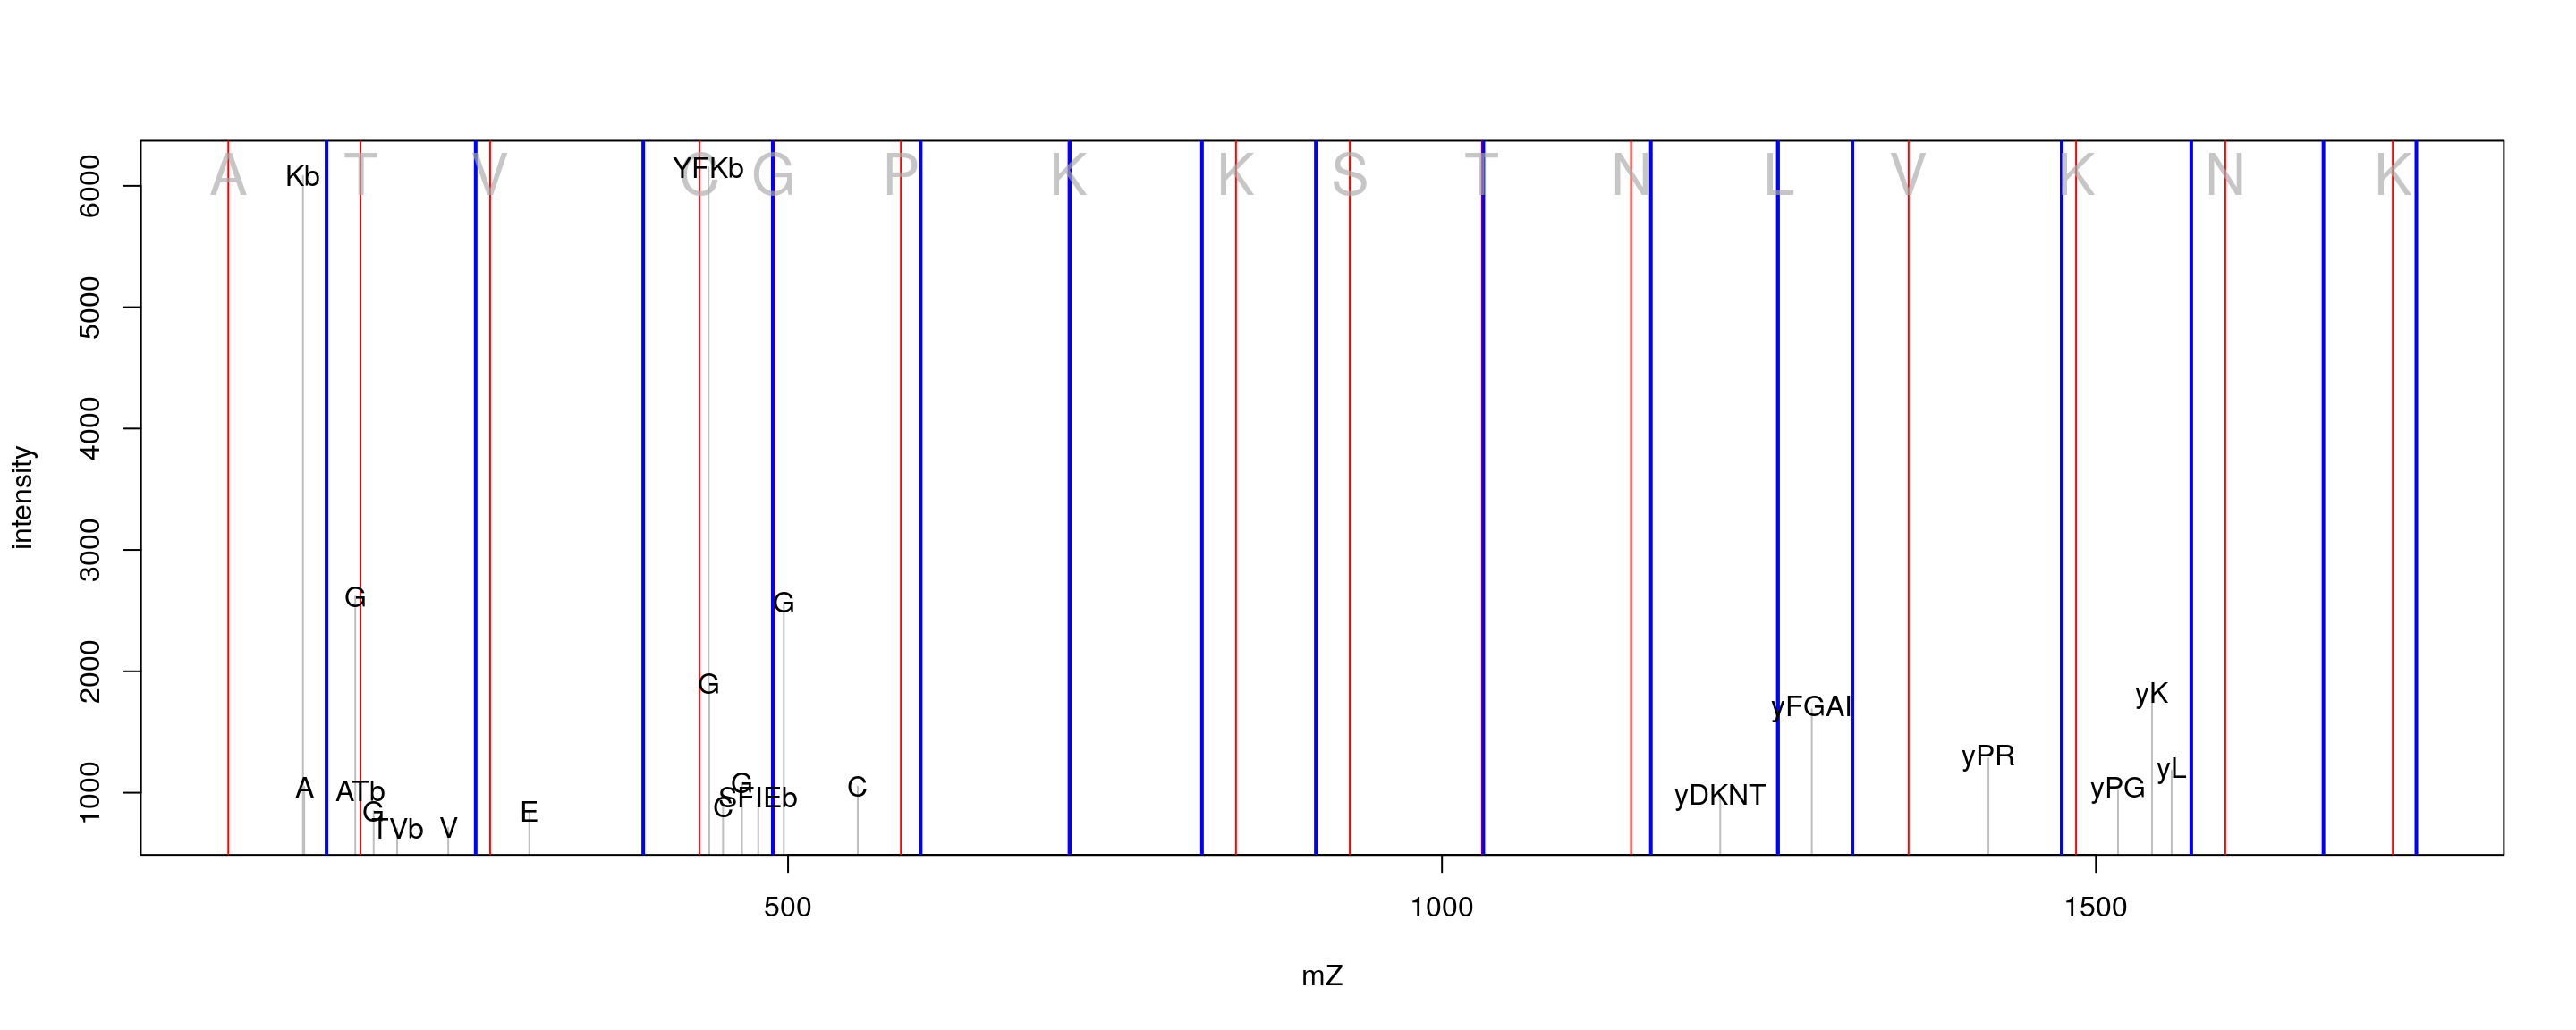 A T V C G P K K S T N L V K N K
Kb YFKb
G G
G
yK
yFGAI
yPR
yL
A ATb G C yPG
SFIEb yDKNT
G C E
TVb V
intensity
1000 2000 3000 4000 5000 6000
500 1000 1500
mZ